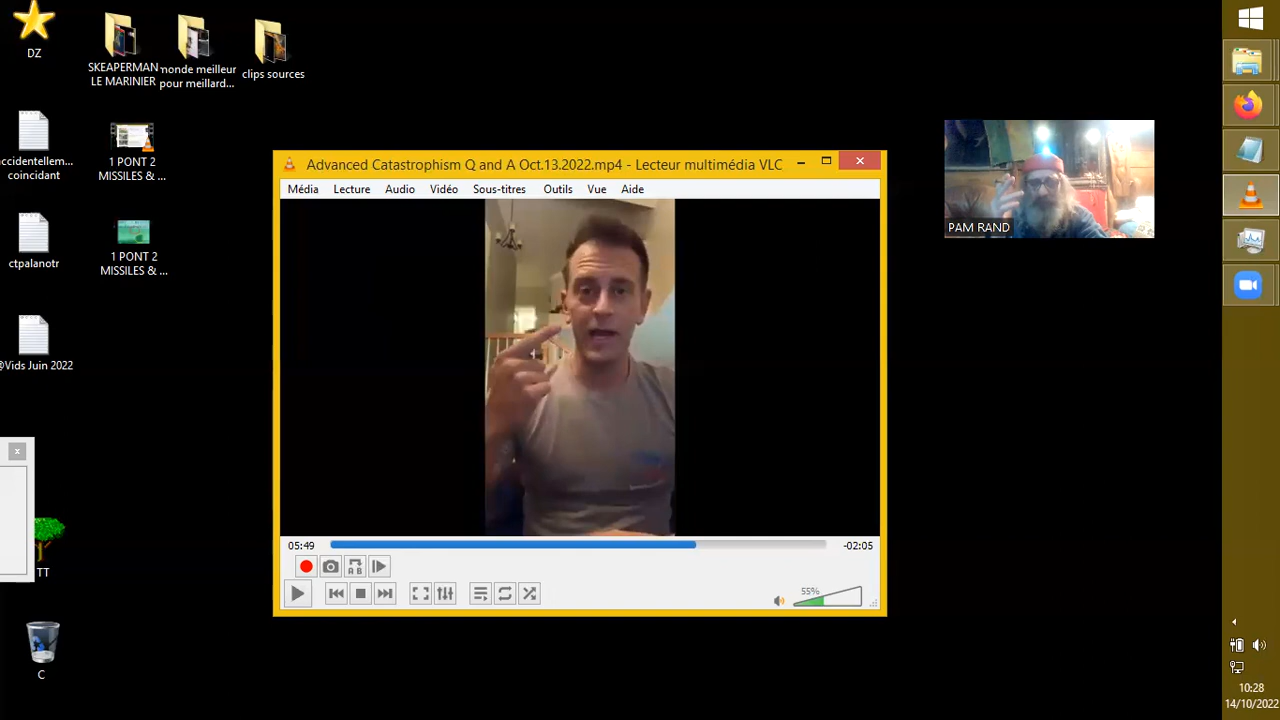 DZ
SKEAPERMAN
LE MARINIER
monde meilleur
pour meillard...
clips sources
accidentellem...
coincidant
1 PONT 2
MISSILES & ...
ctpalanotr
1 PONT 2
MISSILES & ...
@Vids Juin 2022
TT
C
Advanced Catastrophism Q and A Oct.13.2022.mp4 - Lecteur multimédia VLC
Média Lecture Audio Vidéo Sous-titres Outils Vue Aide
05:49
-02:05
A B
55%
PAM RAND
10:28
14/10/2022